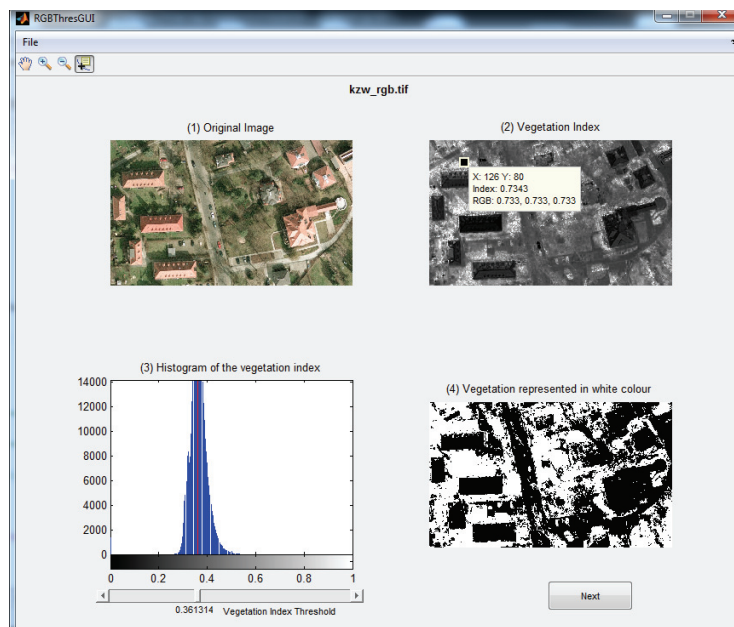 RGBThresGUI
File
kzw_rgb.tif
(1) Original Image
(2) Vegetation Index
X: 126 Y: 80
Index: 0.7343
RGB: 0.733, 0.733, 0.733
(3) Histogram of the vegetation index
14000
12000
10000
8000
6000
4000
2000
0
0 0.2 0.4 0.6 0.8 1
0.361314 Vegetation Index Threshold
(4) Vegetation represented in white colour
Next